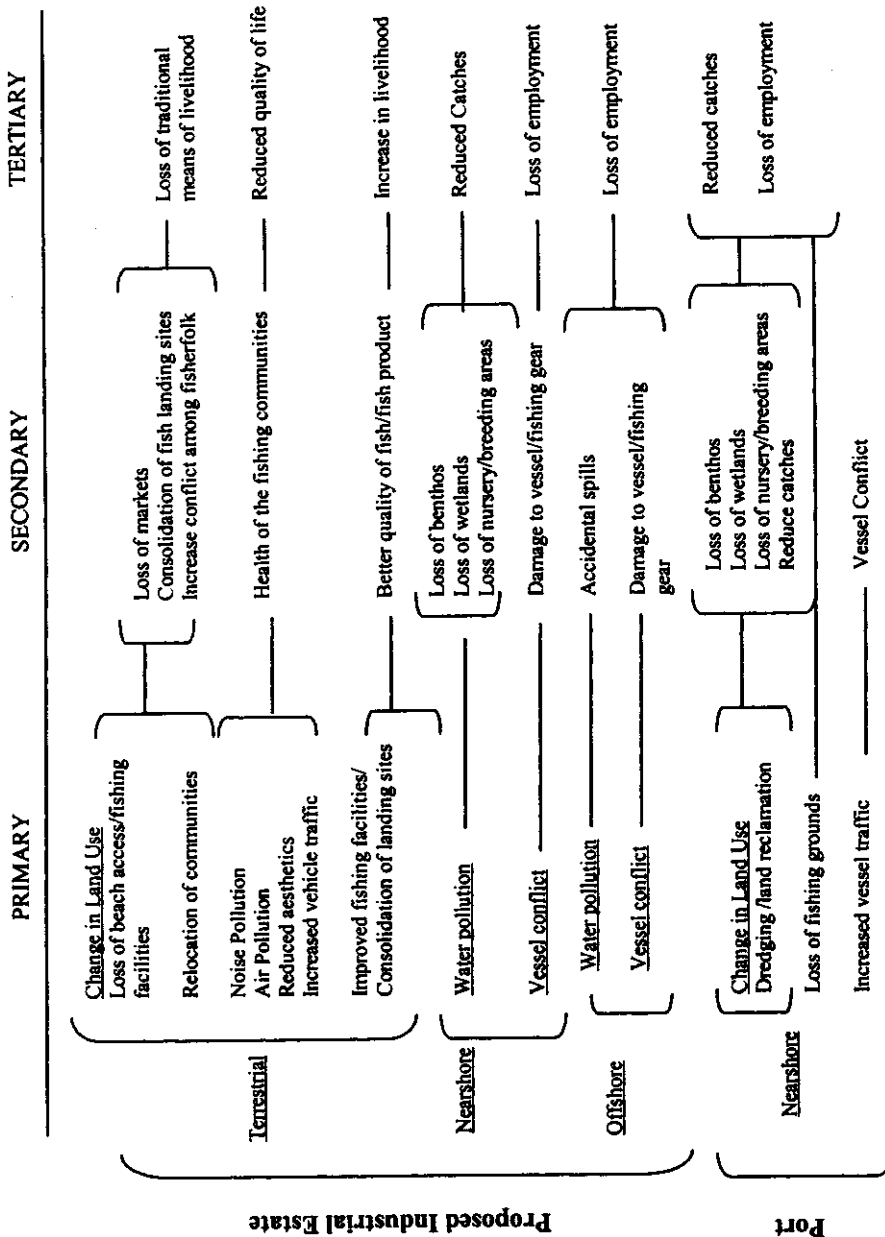 PRIMARY
SECONDARY
TERTIARY
Proposed Industrial Estate
Terrestrial
Change in Land Use
Loss of beach access/fishing
facilities
Relocation of communities
Loss of markets
Consolidation of fish landing sites
Increase conflict among fisherfolk
Loss of traditional
means of livelihood
Noise Pollution
Air Pollution
Reduced aesthetics
Increased vehicle traffic
Health of the fishing communities
Reduced quality of life
Improved fishing facilities/
Consolidation of landing sites
Better quality of fish/fish product
Increase in livelihood
Nearshore
Water pollution
Loss of benthos
Loss of wetlands
Loss of nursery/breeding areas
Reduced Catches
Vessel conflict
Damage to vessel/fishing gear
Loss of employment
Offshore
Water pollution
Accidental spills
Vessel conflict
Damage to vessel/fishing
gear
Loss of employment
Port
Nearshore
Change in Land Use
Dredging /land reclamation
Loss of benthos
Loss of wetlands
Loss of nursery/breeding areas
Reduce catches
Reduced catches
Loss of fishing grounds
Loss of employment
Increased vessel traffic
Vessel Conflict